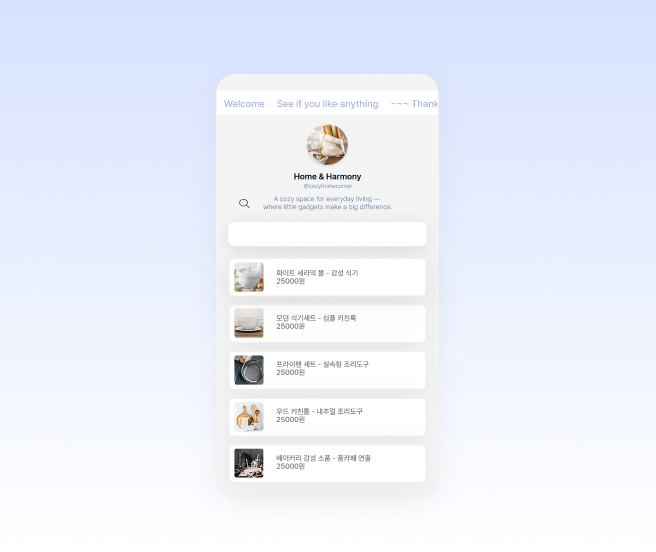 Welcome See if you like anything ~~~ Thank
Home & Harmony
@cozyhomecorner
A cozy space for everyday living —
where little gadgets make a big difference.
화이트 세라믹 볼 - 감성 식기
25000원
모던 식기세트 - 심플 키친룩
25000원
프라이팬 세트 - 실속형 조리도구
25000원
우드 키친툴 - 내추럴 조리도구
25000원
베이커리 감성 소품 - 홈카페 연출
25000원